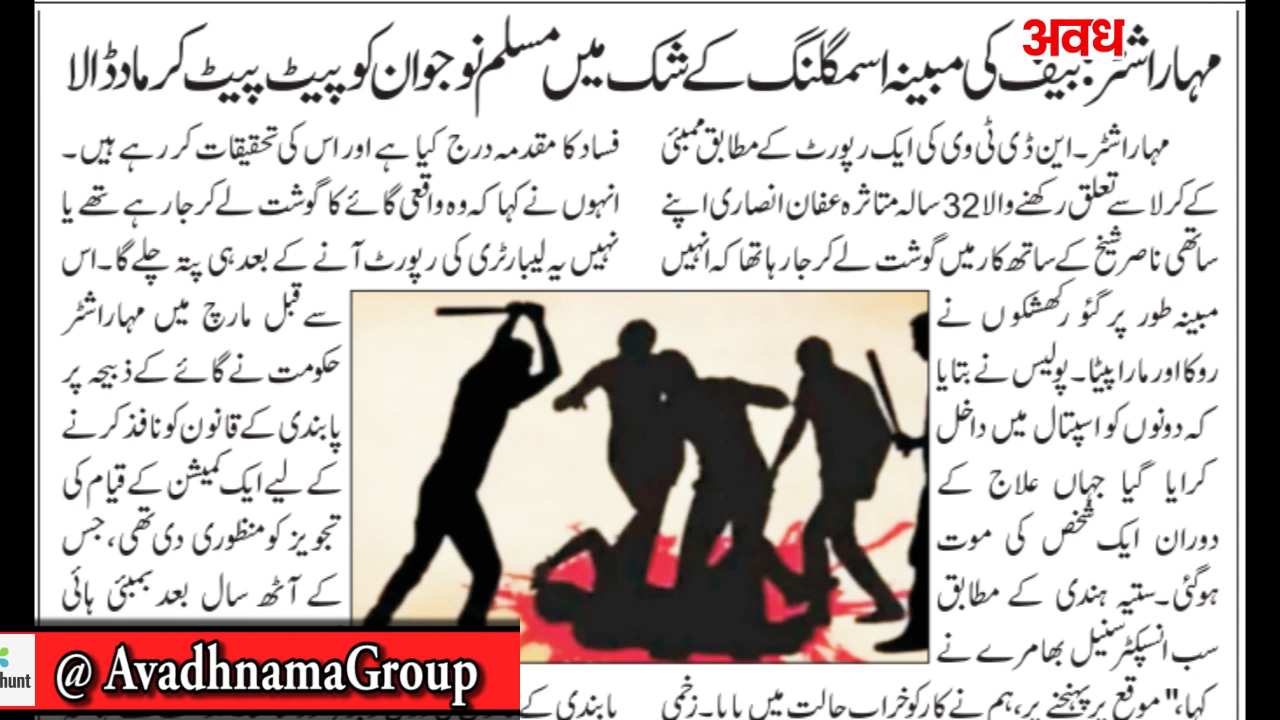 अवध
مہاراشٹر: بیف کی مبینہ اسمگلنگ کے شک میں مسلم نوجوان کو پیٹ پیٹ کر مادڈالا
مہاراشٹر۔ این ڈی ٹی وی کی ایک رپورٹ کے مطابق ممبئی
کے کرلا سے تعلق رکھنے والا 32 سالہ متاثرہ عفان انصاری اپنے
ساتھی ناصر شیخ کے ساتھ کار میں گوشت لے کر جا رہا تھا کہ انہیں
مبینہ طور پر گئو رکھشکوں نے
روکا اور مارا پیٹا۔ پولیس نے بتایا
کہ دونوں کو اسپتال میں داخل
کرایا گیا جہاں علاج کے
دوران ایک شخص کی موت
ہوگئی۔ ستیہ ہندی کے مطابق
سب انسپکٹر سنیل بھامرے نے
کہا، "موقع پر پہنچنے پر، ہم نے کار کو خراب حالت میں پایا۔ زخمی
فساد کا مقدمہ درج کیا ہے اور اس کی تحقیقات کر رہے ہیں۔
انہوں نے کہا کہ وہ واقعی گائے کا گوشت لے کر جا رہے تھے یا
نہیں یہ لیبارٹری کی رپورٹ آنے کے بعد ہی پتہ چلے گا۔ اس
سے قبل مارچ میں مہاراشٹر
حکومت نے گائے کے ذبیحہ پر
پابندی کے قانون کو نافذ کرنے
کے لیے ایک کمیشن کے قیام کی
تجویز کو منظوری دی تھی، جس
کے آٹھ سال بعد بمبئی ہائی
پابندی کے
hunt
@ AvadhnamaGroup